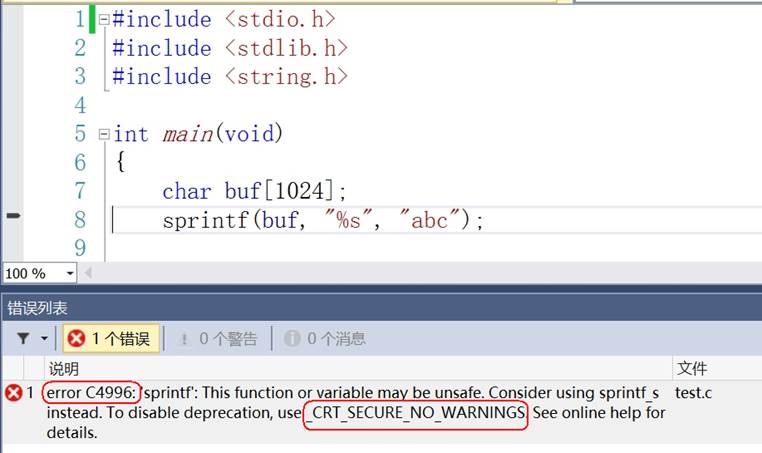 1 #include <stdio.h>
2 #include <stdlib.h>
3 #include <string.h>
4
5 int main(void)
6 {
7 char buf[1024];
8 sprintf(buf, "%s", "abc");
9
100 %
错误列表
1 个错误 0 个警告 0 个消息
说明 文件
1 error C4996: 'sprintf': This function or variable may be unsafe. Consider using sprintf_s test.c
instead. To disable deprecation, use _CRT_SECURE_NO_WARNINGS. See online help for
details.